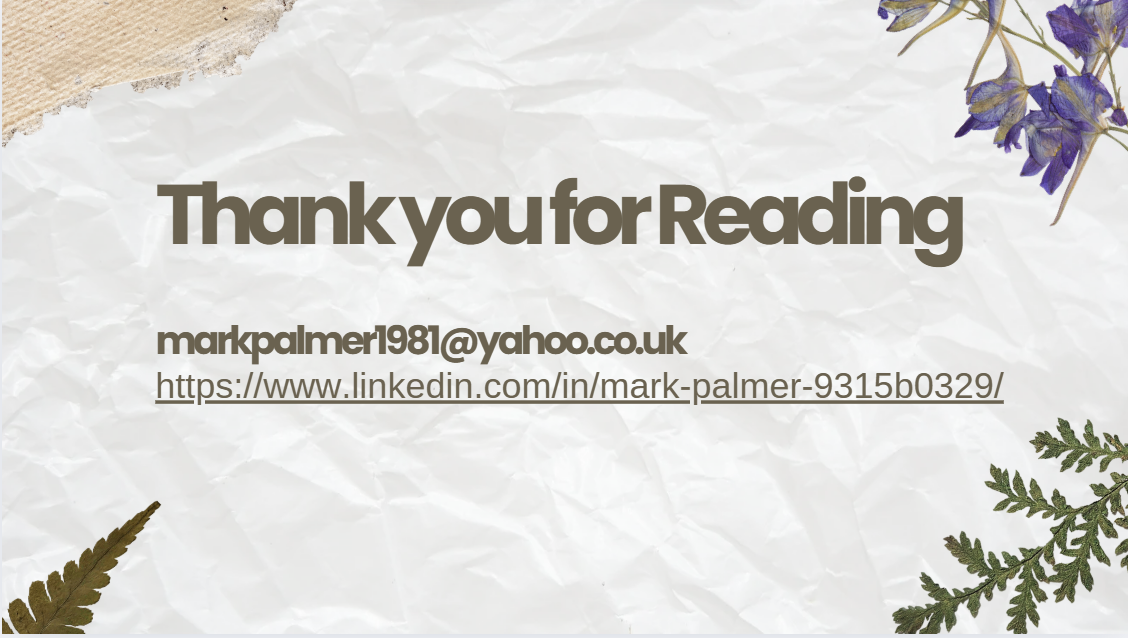 Thank you for Reading
markpalmer1981@yahoo.co.uk
https://www.linkedin.com/in/mark-palmer-9315b0329/